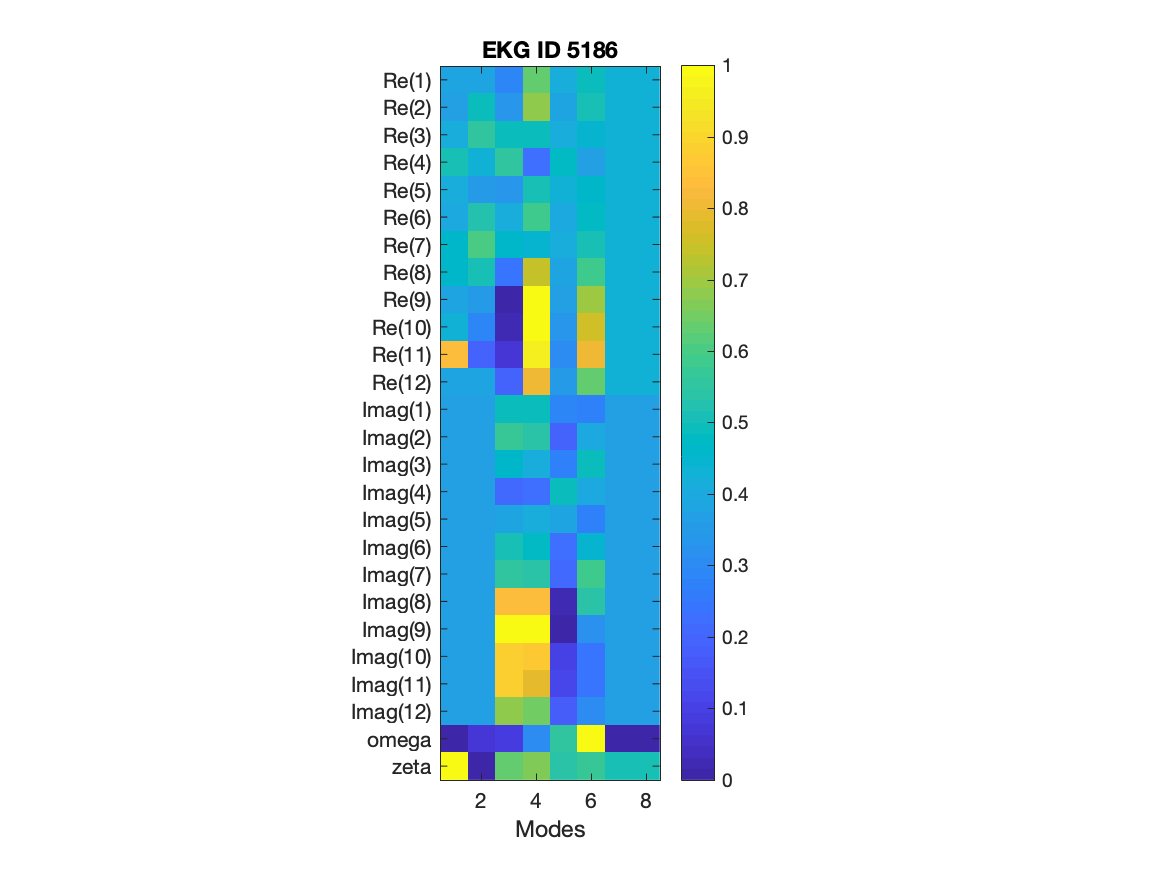 EKG ID 5186
Re(1)
Re(2)
Re(3)
Re(4)
Re(5)
Re(6)
Re(7)
Re(8)
Re(9)
Re(10)
Re(11)
Re(12)
Imag(1)
Imag(2)
Imag(3)
Imag(4)
Imag(5)
Imag(6)
Imag(7)
Imag(8)
Imag(9)
Imag(10)
Imag(11)
Imag(12)
omega
zeta
2 4 6 8
Modes
1
0.9
0.8
0.7
0.6
0.5
0.4
0.3
0.2
0.1
0